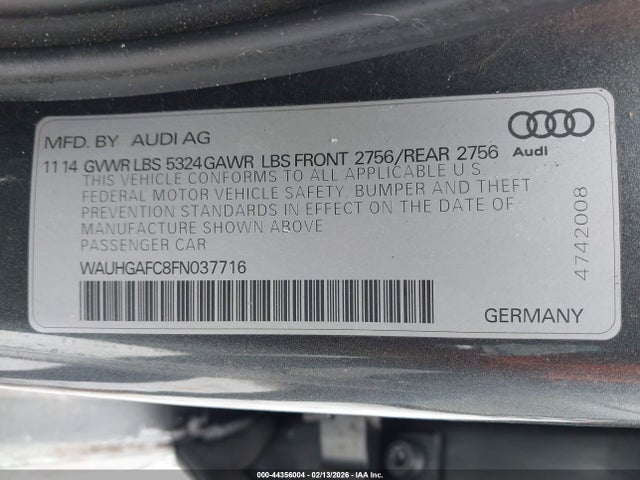 MFD. BY AUDI AG
11 14 GVWR LBS 5324 GAWR LBS FRONT 2756/REAR 2756
Audi
THIS VEHICLE CONFORMS TO ALL APPLICABLE U S
FEDERAL MOTOR VEHICLE SAFETY, BUMPER AND THEFT
PREVENTION STANDARDS IN EFFECT ON THE DATE OF
MANUFACTURE SHOWN ABOVE
PASSENGER CAR
4742008
WAUHGAFC8FN037716
GERMANY
000-44356004 - 02/13/2026 - IAAI, Inc.